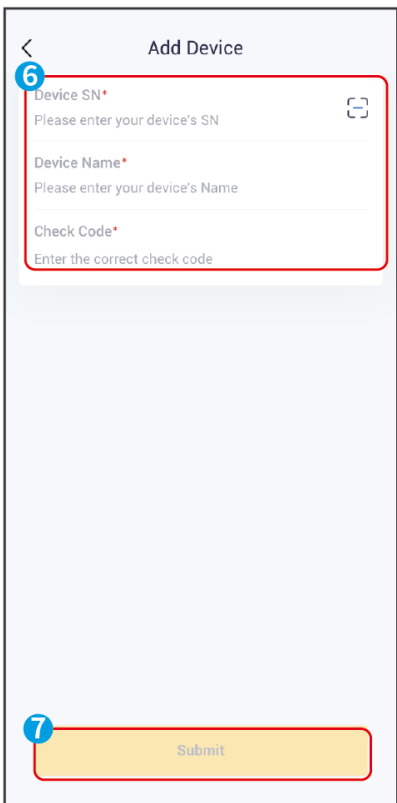 Add Device
6
Device SN*
Please enter your device's SN
Device Name*
Please enter your device's Name
Check Code*
Enter the correct check code
7
Submit